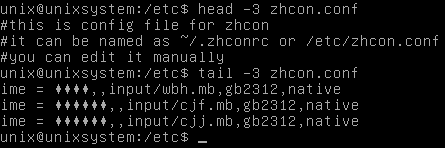 unix@unixsystem:/etc$ head -3 zhcon.conf
#this is config file for zhcon
#it can be named as ~/.zhconrc or /etc/zhcon.conf
#you can edit it manually
unix@unixsystem:/etc$ tail -3 zhcon.conf
ime = ♦♦♦♦,,input/wbh.mb,gb2312,native
ime = ♦♦♦♦♦♦,,input/cjf.mb,gb2312,native
ime = ♦♦♦♦♦♦,,input/cjj.mb,gb2312,native
unix@unixsystem:/etc$ _